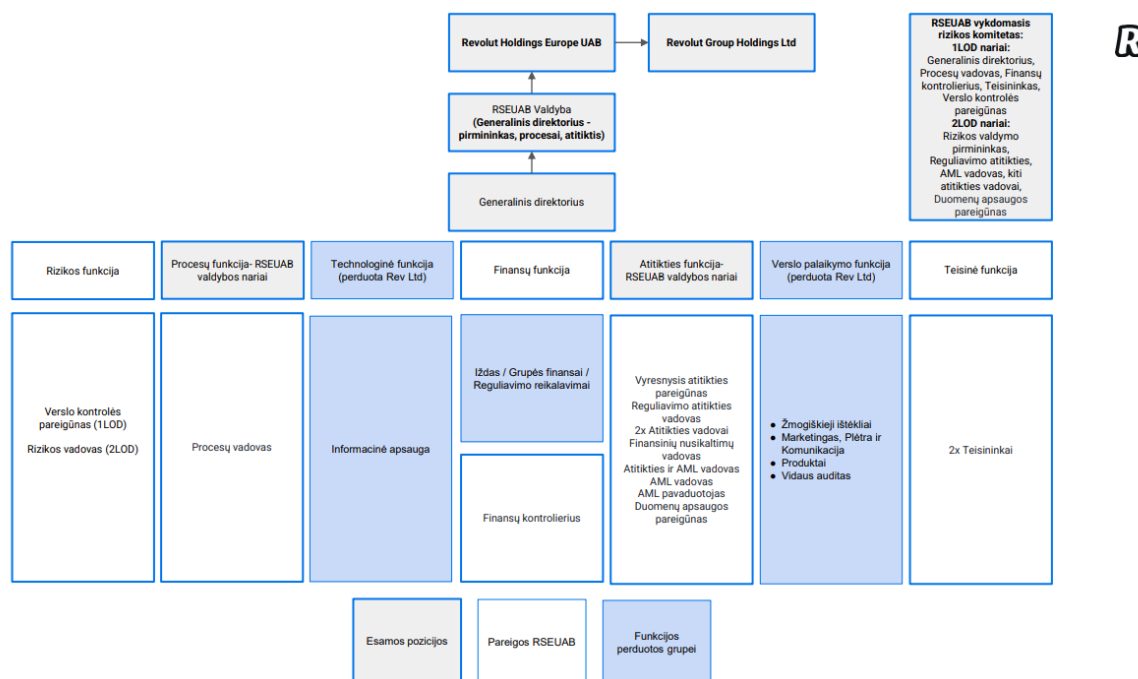 Revolut Holdings Europe UAB
Revolut Group Holdings Ltd
RSEUAB vykdomasis
rizikos komitetas:
1LOD nariai:
Generalinis direktorius,
Procesų vadovas, Finansų
kontrolierius, Teisininkas,
Verslo kontrolės
pareigūnas
2LOD nariai:
Rizikos valdymo
pirmininkas,
Reguliavimo atitikties,
AML vadovas, kiti
atitikties vadovai,
Duomenų apsaugos
pareigūnas
R
RSEUAB Valdyba
(Generalinis direktorius -
pirmininkas, procesai, atitiktis)
Generalinis direktorius
Rizikos funkcija
Procesų funkcija- RSEUAB
valdybos nariai
Technologinė funkcija
(perduota Rev Ltd)
Finansų funkcija
Atitikties funkcija-
RSEUAB valdybos nariai
Verslo palaikymo funkcija
(perduota Rev Ltd)
Teisinė funkcija
Verslo kontrolės
pareigūnas (1LOD)
Rizikos vadovas (2LOD)
Procesų vadovas
Informacinė apsauga
Iždas / Grupės finansai /
Reguliavimo reikalavimai
Finansų kontrolierius
Vyresnysis atitikties
pareigūnas
Reguliavimo atitikties
vadovas
2x Atitikties vadovai
Finansinių nusikaltimų
vadovas
Atitikties ir AML vadovas
AML vadovas
AML pavaduotojas
Duomenų apsaugos
pareigūnas
● Žmogiškieji ištėkliai
● Marketingas, Plėtra ir
Komunikacija
● Produktai
● Vidaus auditas
2x Teisininkai
Esamos pozicijos
Pareigos RSEUAB
Funkcijos
perduotos grupei